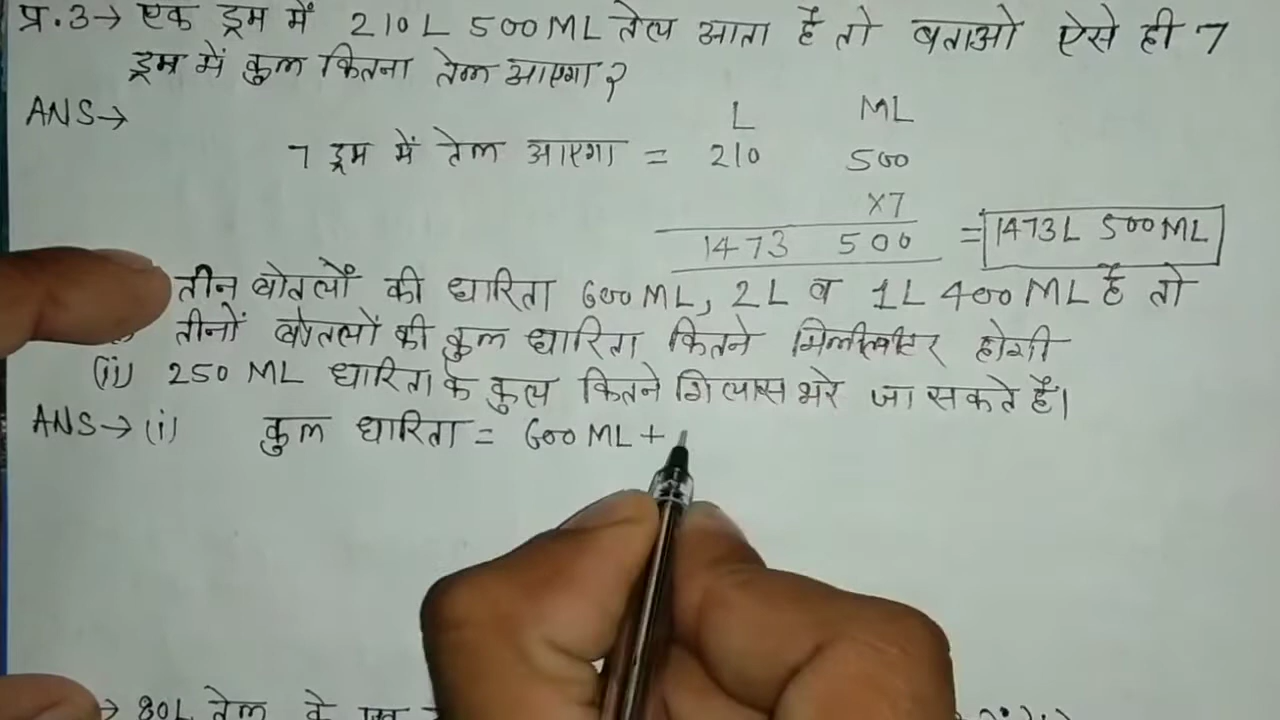 प्र.3→ एक ड्रम में 210L 500ML तेल आता है तो बताओ ऐसे ही 7
ड्रम में कुल कितना तेल आएगा?
ANS→
L ML
7 ड्रम में तेल आएगा = 210 500
×7
1473 500 = 1473L 500ML
तीन बोतलों की धारिता 600ML, 2L व 1L 400ML है तो
तीनों बोतलों की कुल धारिता कितने मिलीलीटर होगी
(ii) 250 ML धारिता के कुल कितने गिलास भरे जा सकते हैं।
ANS→ (i) कुल धारिता = 600ML +
→ 80L तेल के